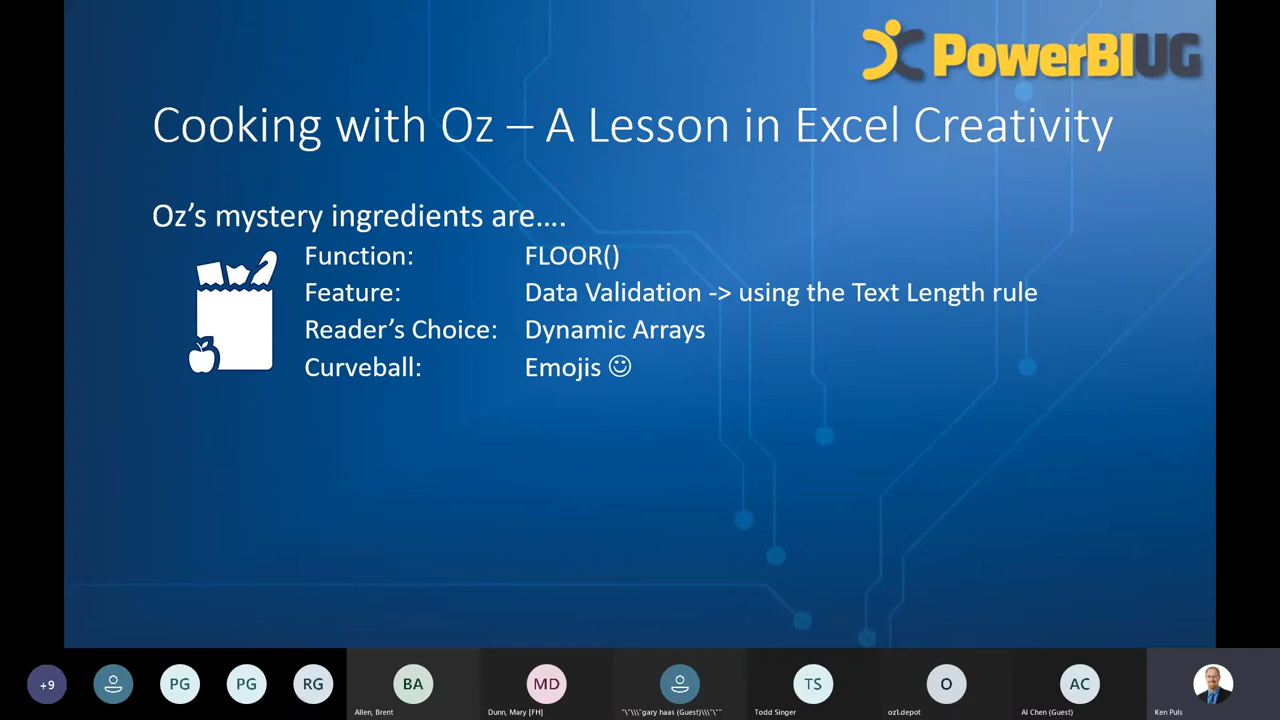 PowerBIUG
Cooking with Oz – A Lesson in Excel Creativity
Oz's mystery ingredients are....
Function: FLOOR()
Feature: Data Validation -> using the Text Length rule
Reader's Choice: Dynamic Arrays
Curveball: Emojis ☺
+9 PG PG RG BA MD TS O AC
Allen, Brent Dunn, Mary [FH] "\"\\\"gary haas (Guest)\\\"\"" Todd Singer oz1.depot Al Chen (Guest) Ken Puls